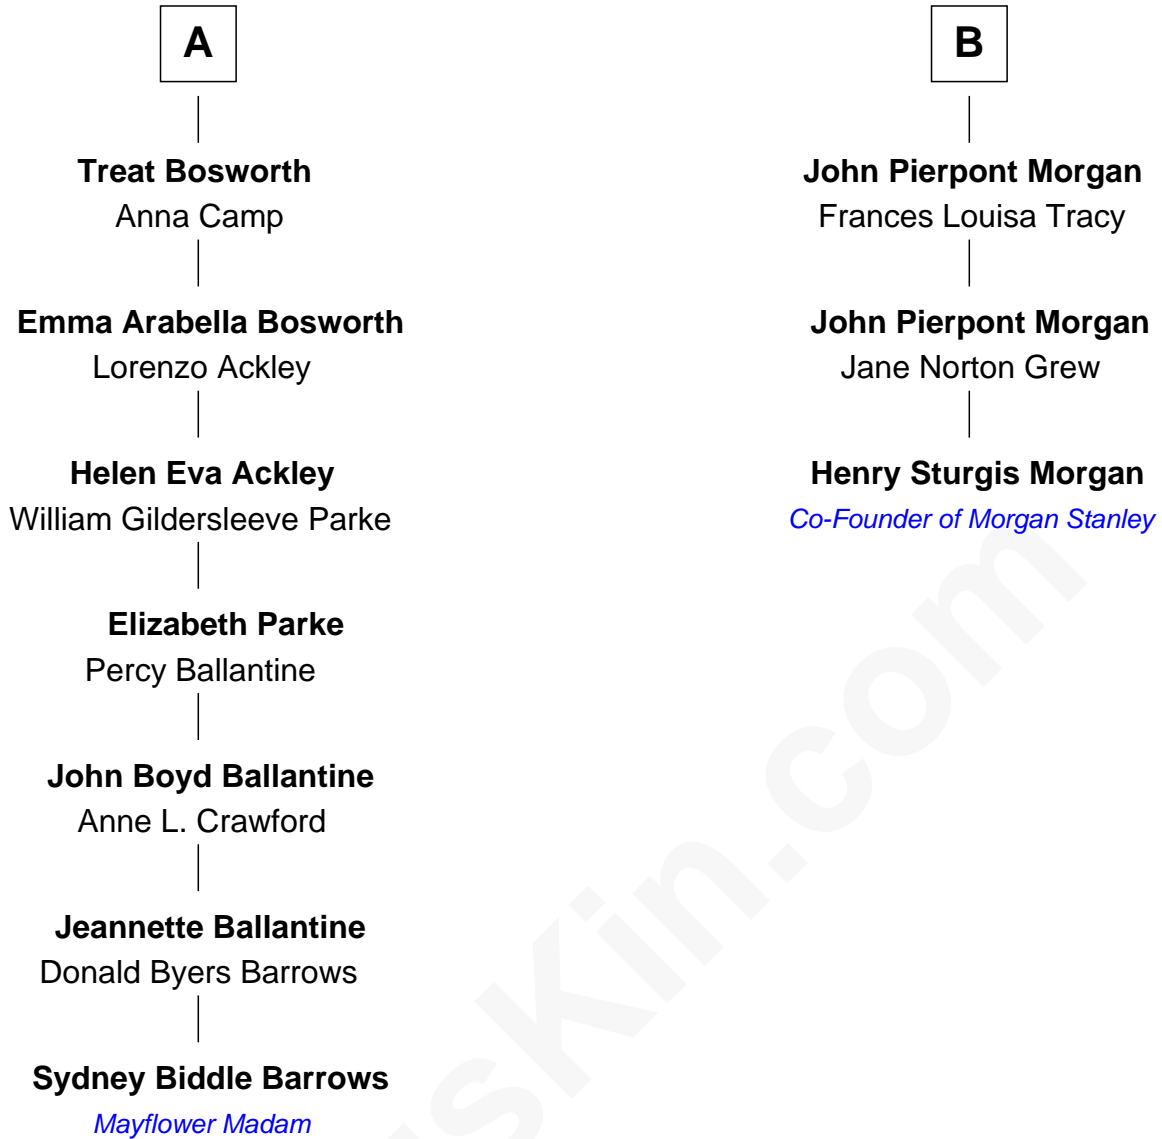 A
Treat Bosworth
Anna Camp
Emma Arabella Bosworth
Lorenzo Ackley
Helen Eva Ackley
William Gildersleeve Parke
Elizabeth Parke
Percy Ballantine
John Boyd Ballantine
Anne L. Crawford
Jeannette Ballantine
Donald Byers Barrows
Sydney Biddle Barrows
Mayflower Madam
B
John Pierpont Morgan
Frances Louisa Tracy
John Pierpont Morgan
Jane Norton Grew
Henry Sturgis Morgan
Co-Founder of Morgan Stanley
sKin.com